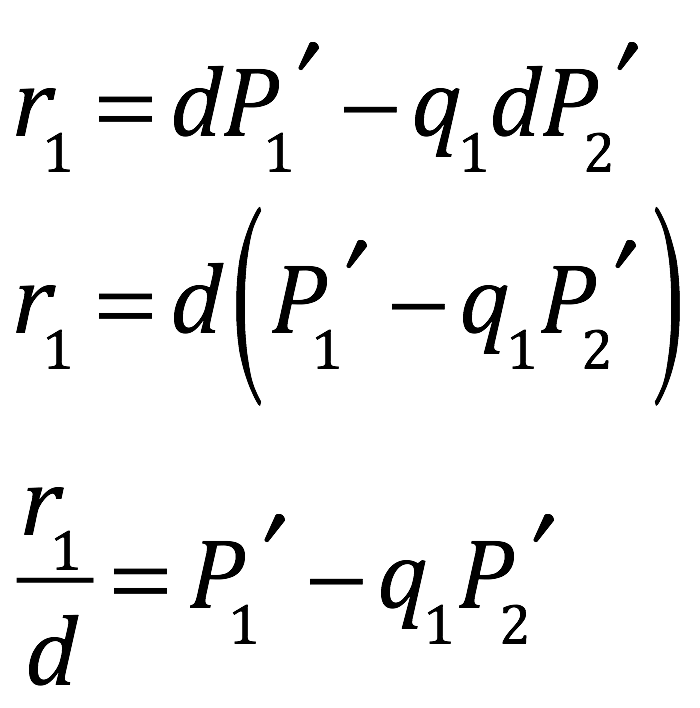 r₁ = dP₁′ − q₁dP₂′
r₁ = d(P₁′ − q₁P₂′)
r₁/d = P₁′ − q₁P₂′